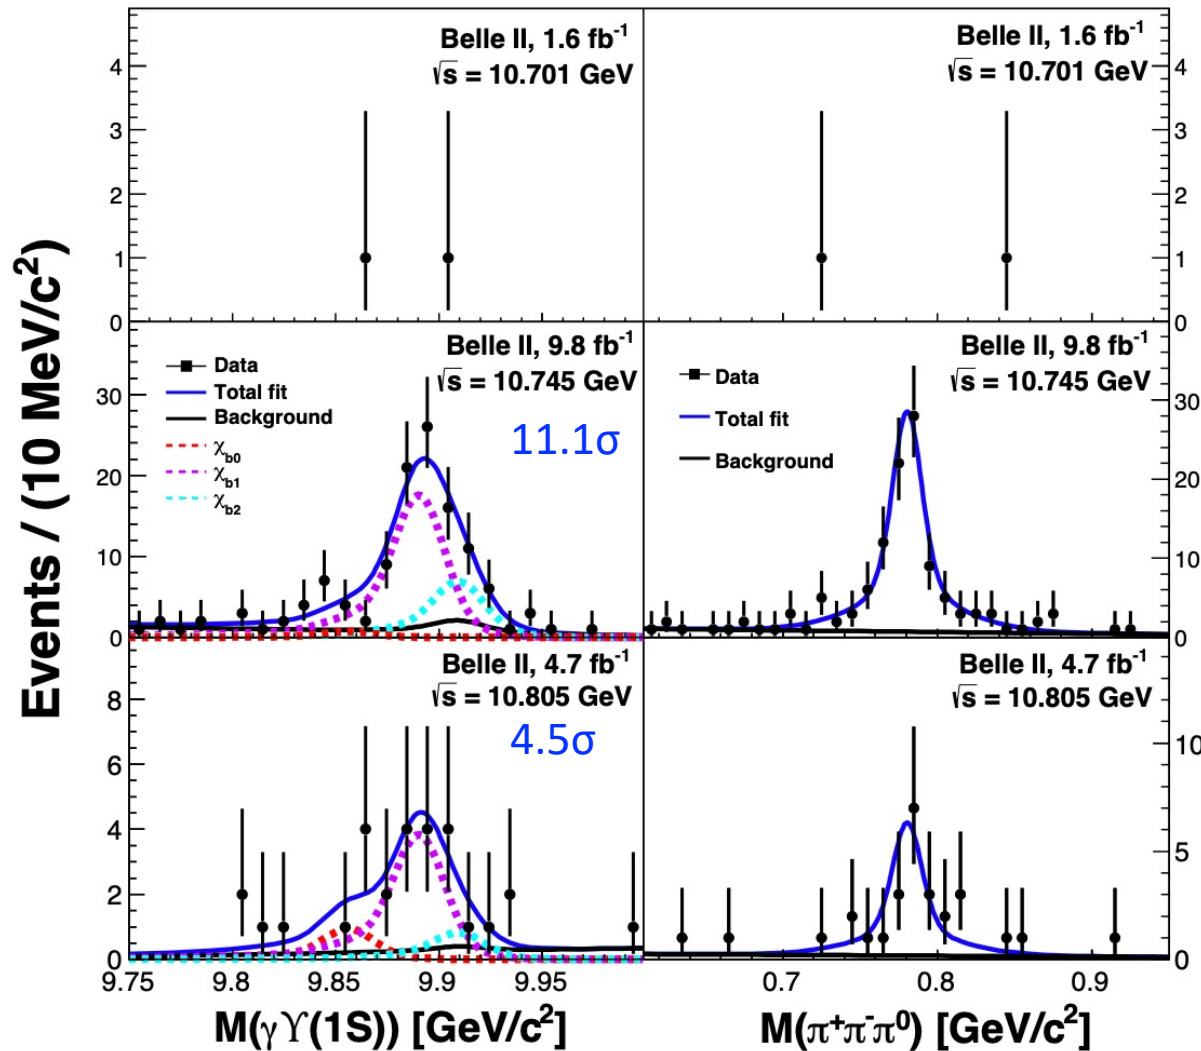 Events / (10 MeV/c²)
Belle II, 1.6 fb⁻¹
√s = 10.701 GeV
4
3
2
1
0
Belle II, 1.6 fb⁻¹
√s = 10.701 GeV
4
3
2
1
0
Belle II, 9.8 fb⁻¹
√s = 10.745 GeV
Data
Total fit
Background
χb0
χb1
χb2
11.1σ
30
20
10
0
Belle II, 9.8 fb⁻¹
√s = 10.745 GeV
Data
Total fit
Background
30
20
10
0
Belle II, 4.7 fb⁻¹
√s = 10.805 GeV
4.5σ
8
6
4
2
0
Belle II, 4.7 fb⁻¹
√s = 10.805 GeV
10
5
0
9.75 9.8 9.85 9.9 9.95
0.7 0.8 0.9
M(γϒ(1S)) [GeV/c²]
M(π⁺π⁻π⁰) [GeV/c²]